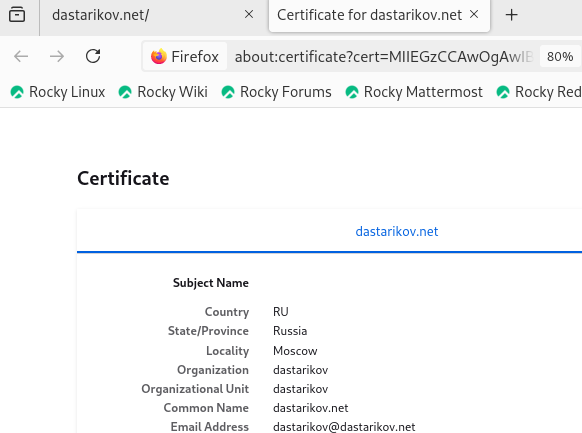 dastarikov.net/ × Certificate for dastarikov.net × +
Firefox about:certificate?cert=MIIEGzCCAwOgAwIB 80%
Rocky Linux Rocky Wiki Rocky Forums Rocky Mattermost Rocky Red
Certificate
dastarikov.net
Subject Name
Country RU
State/Province Russia
Locality Moscow
Organization dastarikov
Organizational Unit dastarikov
Common Name dastarikov.net
Email Address dastarikov@dastarikov.net